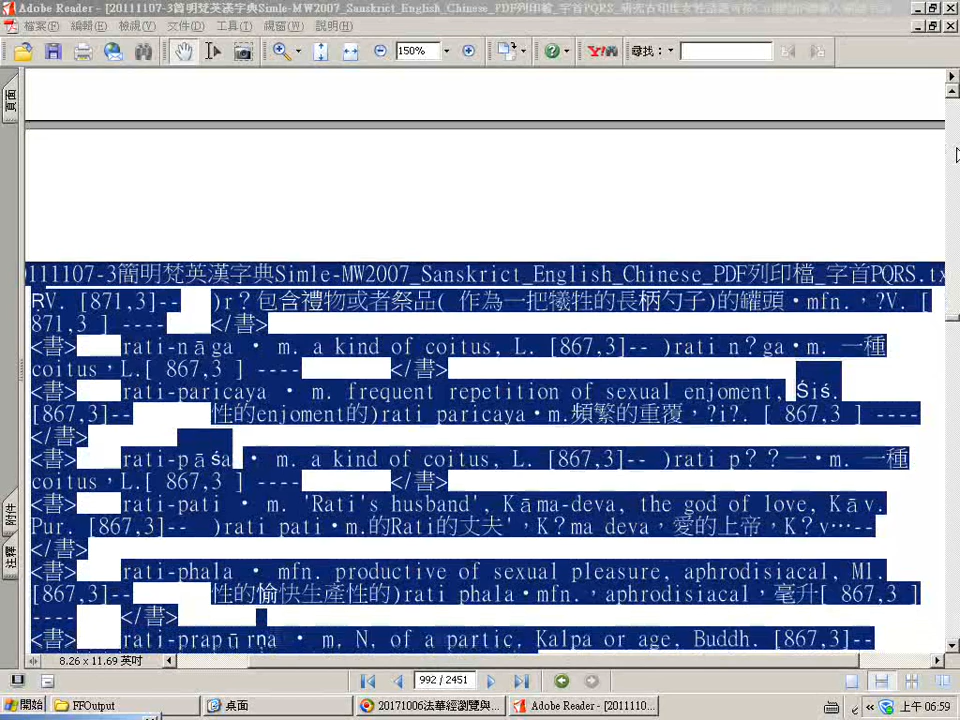 Adobe Reader - [20111107-3簡明梵英漢字典Simle-MW2007_Sanskrict_English_Chinese_PDF列印檔_字首PQRS
檔案(F) 編輯(E) 檢視(V) 文件(D) 工具(T) 視窗(W) 說明(H)
150% Y! 尋找:
頁面
111107-3簡明梵英漢字典Simle-MW2007_Sanskrict_English_Chinese_PDF列印檔_字首PQRS.tx
ṚV. [871,3]-- )r？包含禮物或者祭品( 作為一把犧牲的長柄勺子)的罐頭・mfn.，?V. [
871,3 ] ---- </書>
<書> rati-nāga ・ m. a kind of coitus, L. [867,3]-- )rati n？ga・m. 一種
coitus，L.[ 867,3 ] ---- </書>
<書> rati-paricaya ・ m. frequent repetition of sexual enjoment, Śiś.
[867,3]-- 性的enjoment的)rati paricaya・m.頻繁的重覆，?i?. [ 867,3 ] ----
</書>
<書> rati-pāśa ・ m. a kind of coitus, L. [867,3]-- )rati p？？一・m. 一種
coitus，L.[ 867,3 ] ---- </書>
<書> rati-pati ・ m. 'Rati's husband', Kāma-deva, the god of love, Kāv.
Pur. [867,3]-- )rati pati・m.的Rati的丈夫'，K？ma deva，愛的上帝，K？v…--
</書>
<書> rati-phala ・ mfn. productive of sexual pleasure, aphrodisiacal, Ml.
[867,3]-- 性的愉快生產性的)rati phala・mfn.，aphrodisiacal，毫升[ 867,3 ]
---- </書>
<書> rati-prapūrṇa ・ m. N. of a partic. Kalpa or age, Buddh. [867,3]--
附件
注釋
8.26 x 11.69 英吋
992 / 2451
開始 FFOutput 桌面 20171006法華經瀏覽與... Adobe Reader - [2011110... 上午 06:59